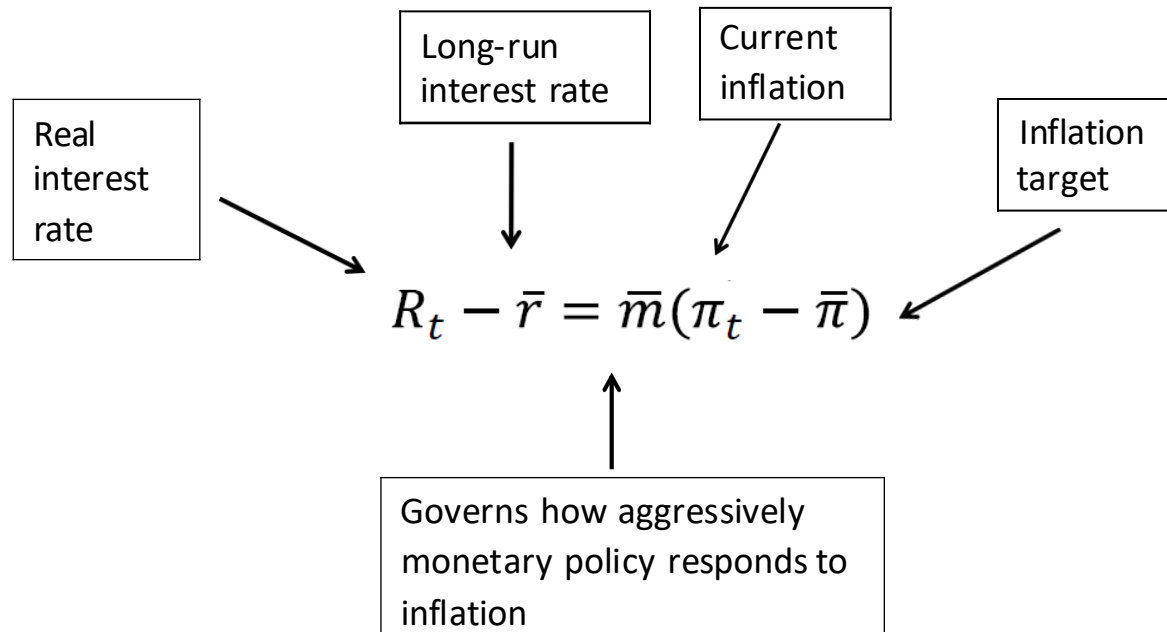 Long-run
interest rate
Current
inflation
Real
interest
rate
Inflation
target
R_t − r̄ = m̄(π_t − π̄)
Governs how aggressively
monetary policy responds to
inflation